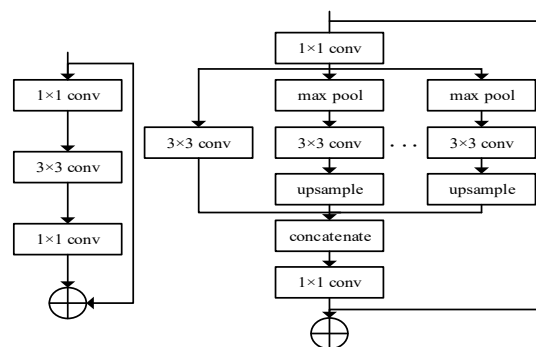 1×1 conv
3×3 conv
1×1 conv
1×1 conv
max pool
max pool
3×3 conv
3×3 conv
. . .
3×3 conv
upsample
upsample
concatenate
1×1 conv